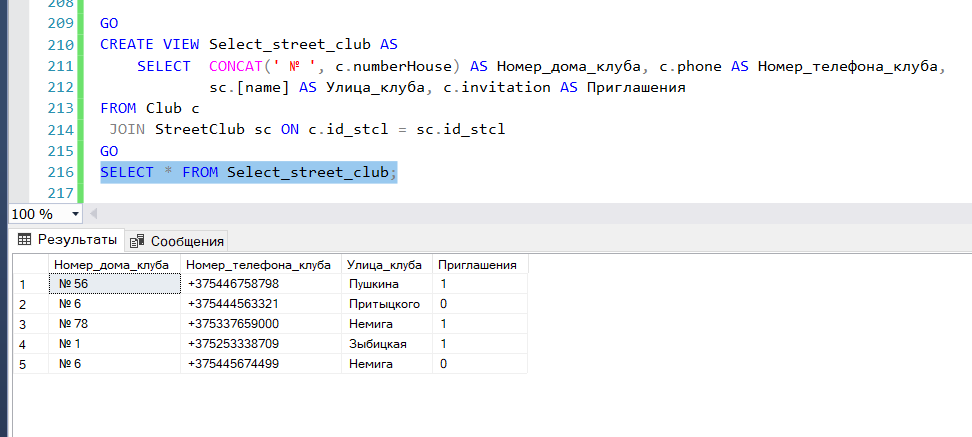 208
209 GO
210 CREATE VIEW Select_street_club AS
211 SELECT CONCAT(' № ', c.numberHouse) AS Номер_дома_клуба, c.phone AS Номер_телефона_клуба,
212 sc.[name] AS Улица_клуба, c.invitation AS Приглашения
213 FROM Club c
214 JOIN StreetClub sc ON c.id_stcl = sc.id_stcl
215 GO
216 SELECT * FROM Select_street_club;
217
100 %
Результаты Сообщения
Номер_дома_клуба Номер_телефона_клуба Улица_клуба Приглашения
1 № 56 +375446758798 Пушкина 1
2 № 6 +375444563321 Притыцкого 0
3 № 78 +375337659000 Немига 1
4 № 1 +375253338709 Зыбицкая 1
5 № 6 +375445674499 Немига 0